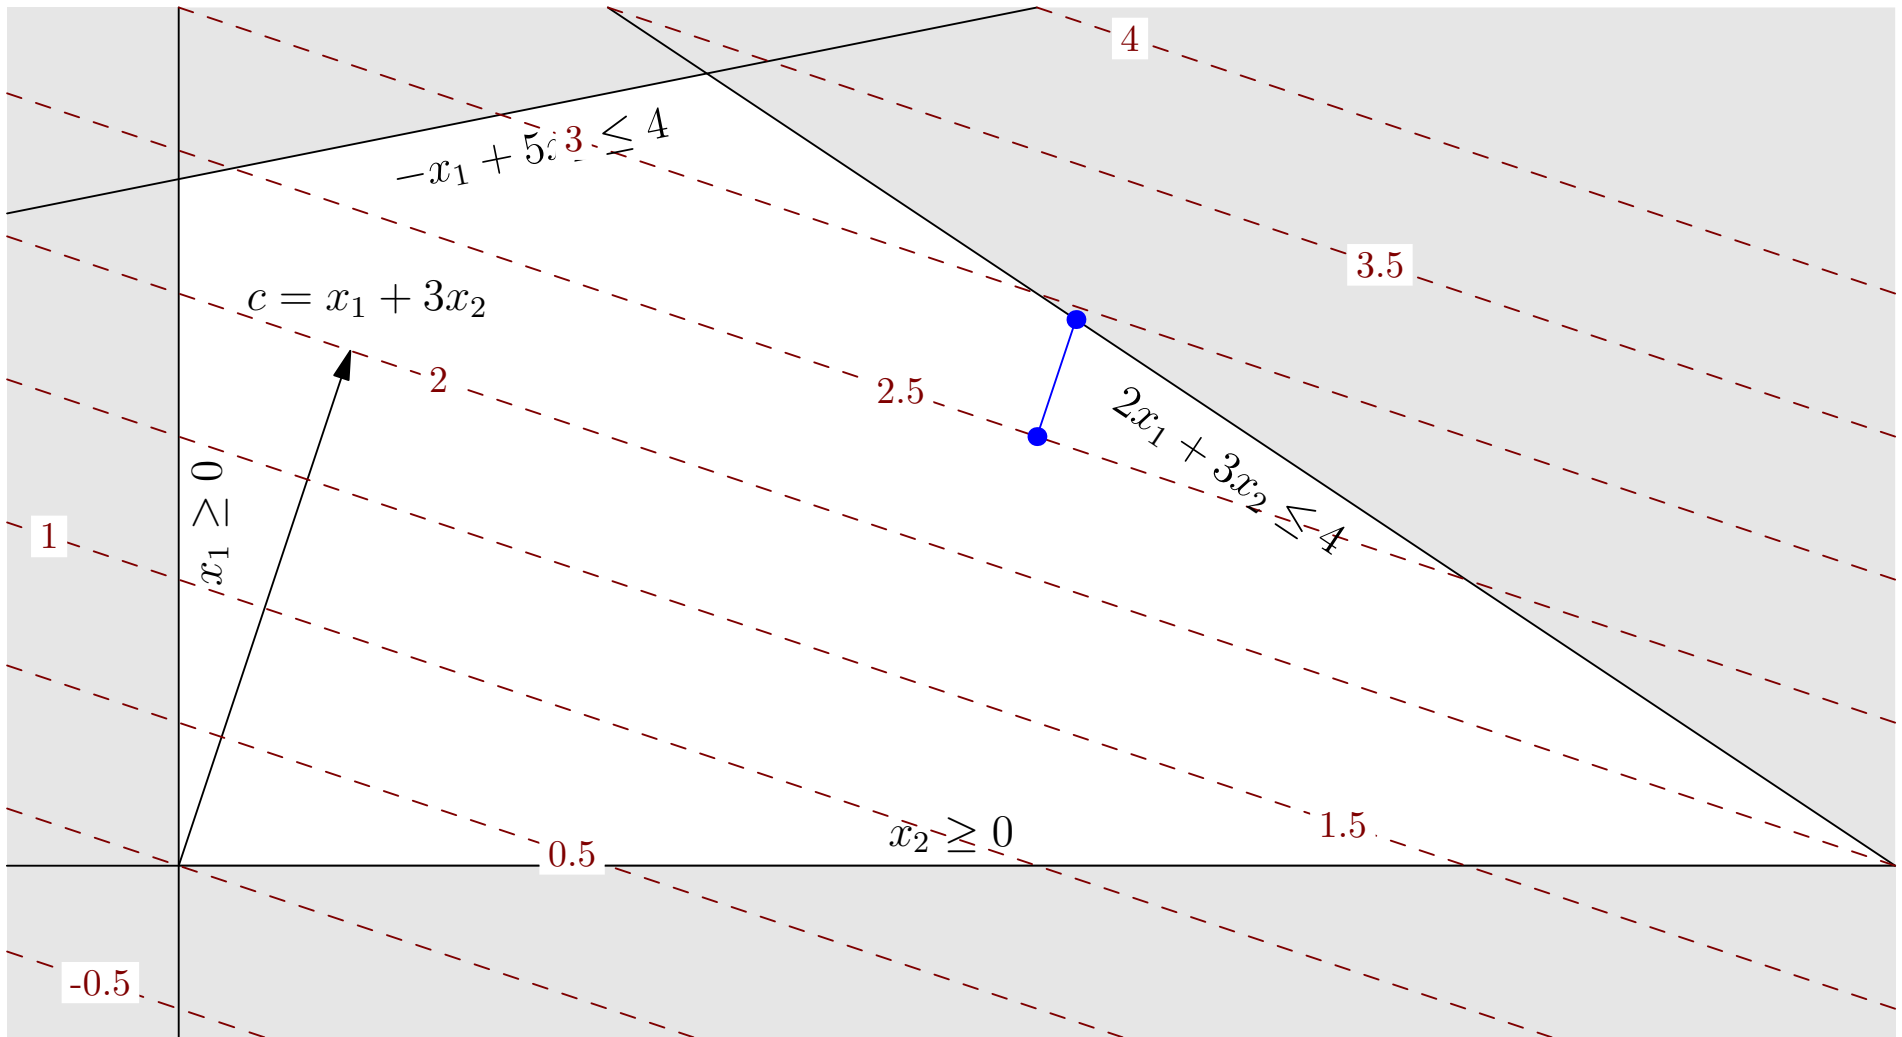 4
−x₁ + 5x ≤ 4
3
3.5
c = x₁ + 3x₂
2
2.5
2x₁ + 3x₂ ≤ 4
x₁ ≥ 0
1
x₂ ≥ 0
1.5
0.5
-0.5